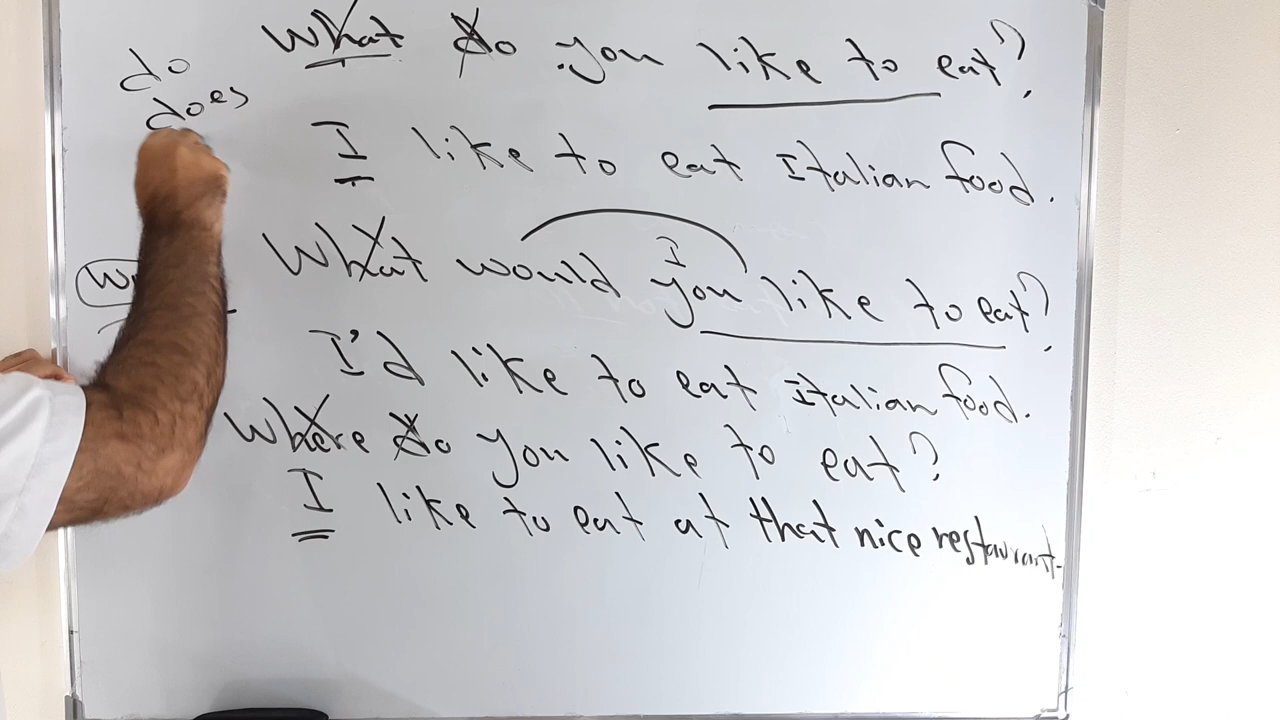 do
does
What do you like to eat?
I like to eat Italian food.
What would you like to eat?
I
I'd like to eat Italian food.
Where do you like to eat?
I like to eat at that nice restaurant.